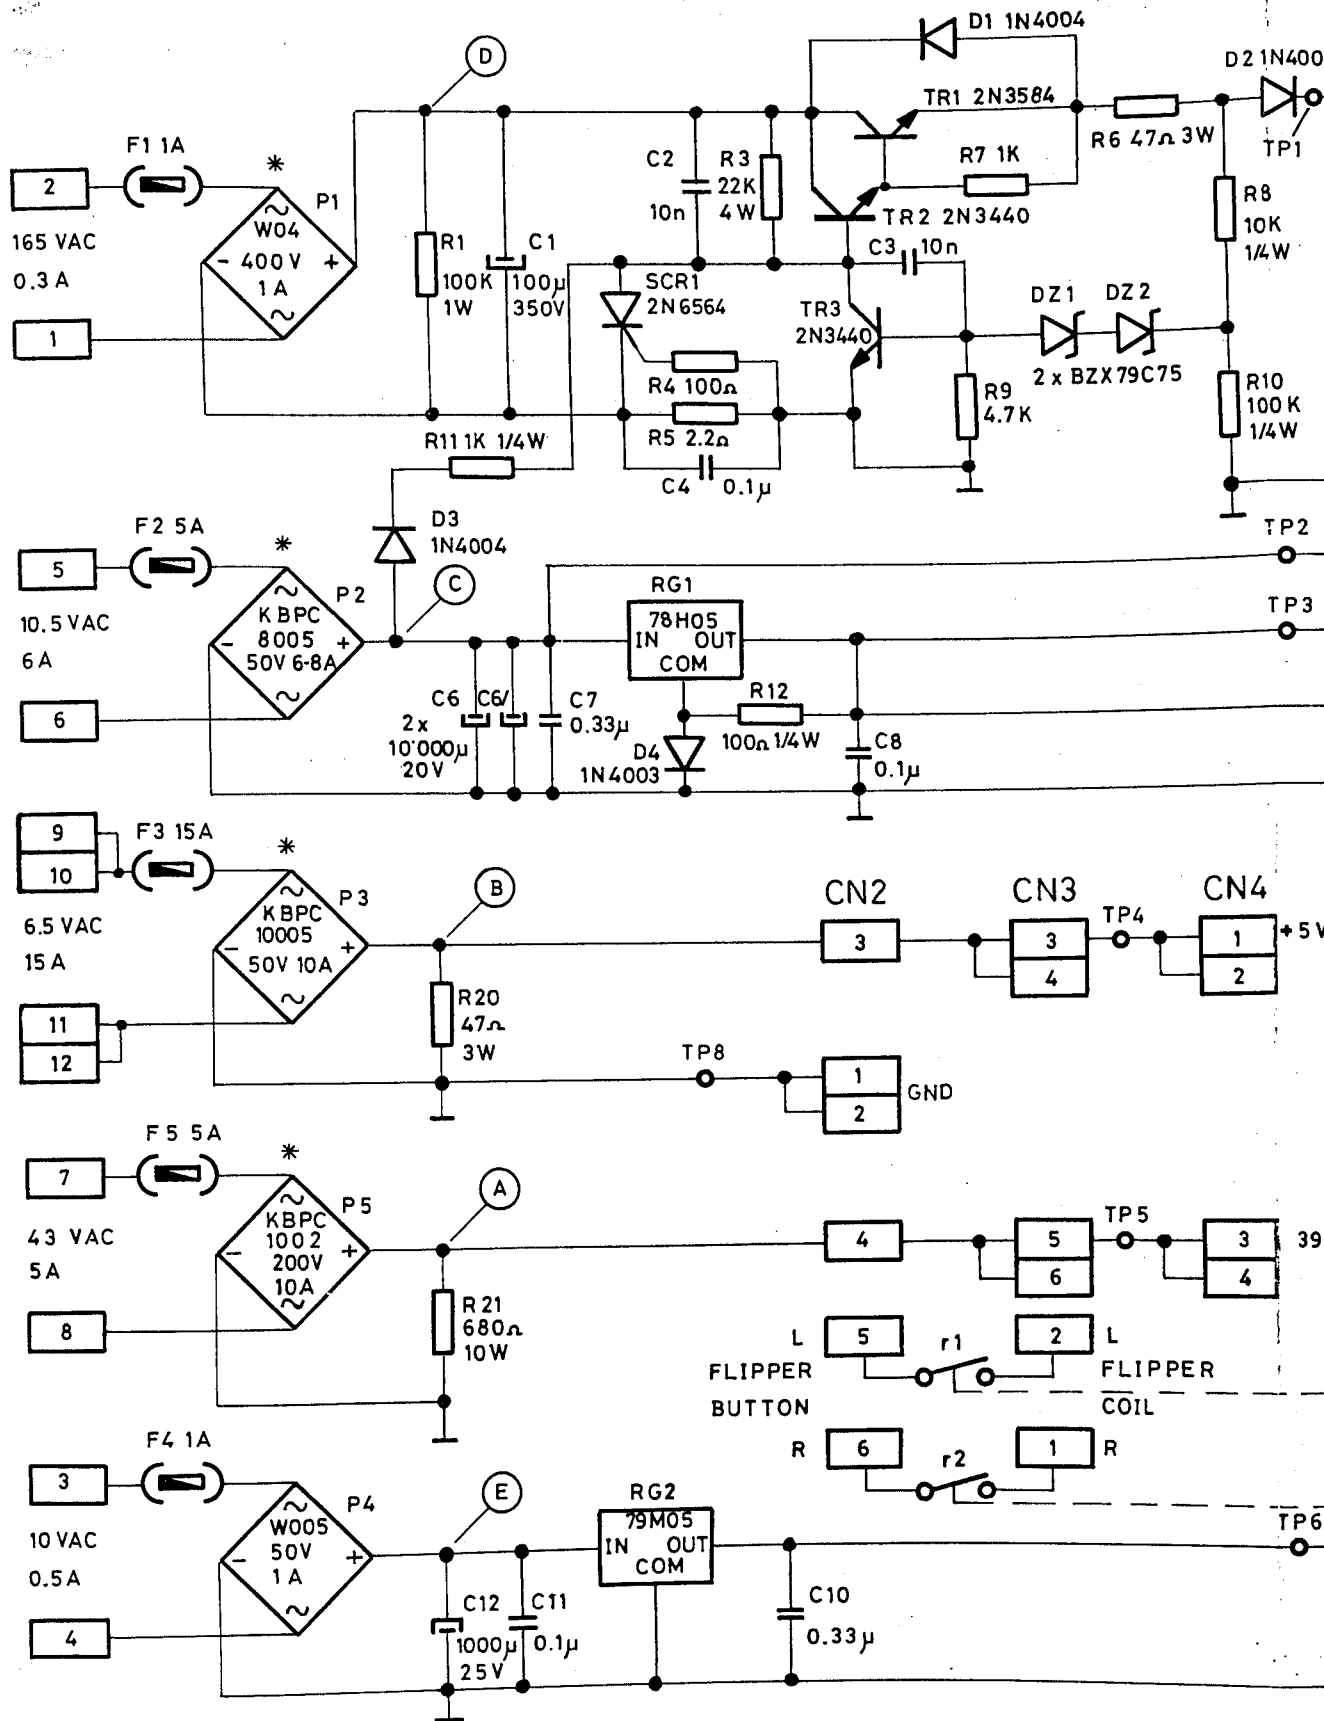 D
D1 1N4004
D2 1N400
TR1 2N3584
R6 47Ω 3W
TP1
F1 1A
*
2
P1
W04
400V
1A
- +
165 VAC
0.3 A
1
R1
100K
1W
C1
100µ
350V
C2
10n
R3
22K
4W
R7 1K
TR2 2N3440
C3 10n
R8
10K
1/4W
SCR1
2N6564
TR3
2N3440
DZ1 DZ2
2 x BZX79C75
R4 100Ω
R5 2.2Ω
R9
4.7K
R10
100K
1/4W
R11 1K 1/4W
C4 0.1µ
D3
1N4004
C
F2 5A
*
5
P2
KBPC
8005
50V 6-8A
- +
10.5 VAC
6A
6
TP2
TP3
RG1
78H05
IN OUT
COM
C6 C6/
2x
10'000µ
20V
C7
0.33µ
R12
100Ω 1/4W
D4
1N4003
C8
0.1µ
9
10
F3 15A
*
P3
KBPC
10005
50V 10A
- +
6.5 VAC
15A
11
12
B
R20
47Ω
3W
CN2
3
CN3
3
4
TP4
CN4
1
2
+5V
TP8
1
2
GND
F5 5A
*
7
P5
KBPC
1002
200V
10A
- +
43 VAC
5A
8
A
R21
680Ω
10W
4
5
6
TP5
3
4
39
L
5
r1
2
L
FLIPPER
BUTTON
FLIPPER
COIL
R
6
r2
1
R
F4 1A
3
P4
W005
50V
1A
- +
10 VAC
0.5A
4
E
RG2
79M05
IN OUT
COM
TP6
C12
1000µ
25V
C11
0.1µ
C10
0.33µ